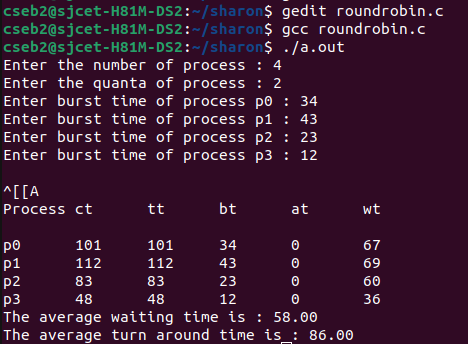 cseb2@sjcet-H81M-DS2:~/sharon$ gedit roundrobin.c
cseb2@sjcet-H81M-DS2:~/sharon$ gcc roundrobin.c
cseb2@sjcet-H81M-DS2:~/sharon$ ./a.out
Enter the number of process : 4
Enter the quanta of process : 2
Enter burst time of process p0 : 34
Enter burst time of process p1 : 43
Enter burst time of process p2 : 23
Enter burst time of process p3 : 12
^[[A
Process ct tt bt at wt
p0 101 101 34 0 67
p1 112 112 43 0 69
p2 83 83 23 0 60
p3 48 48 12 0 36
The average waiting time is : 58.00
The average turn around time is : 86.00